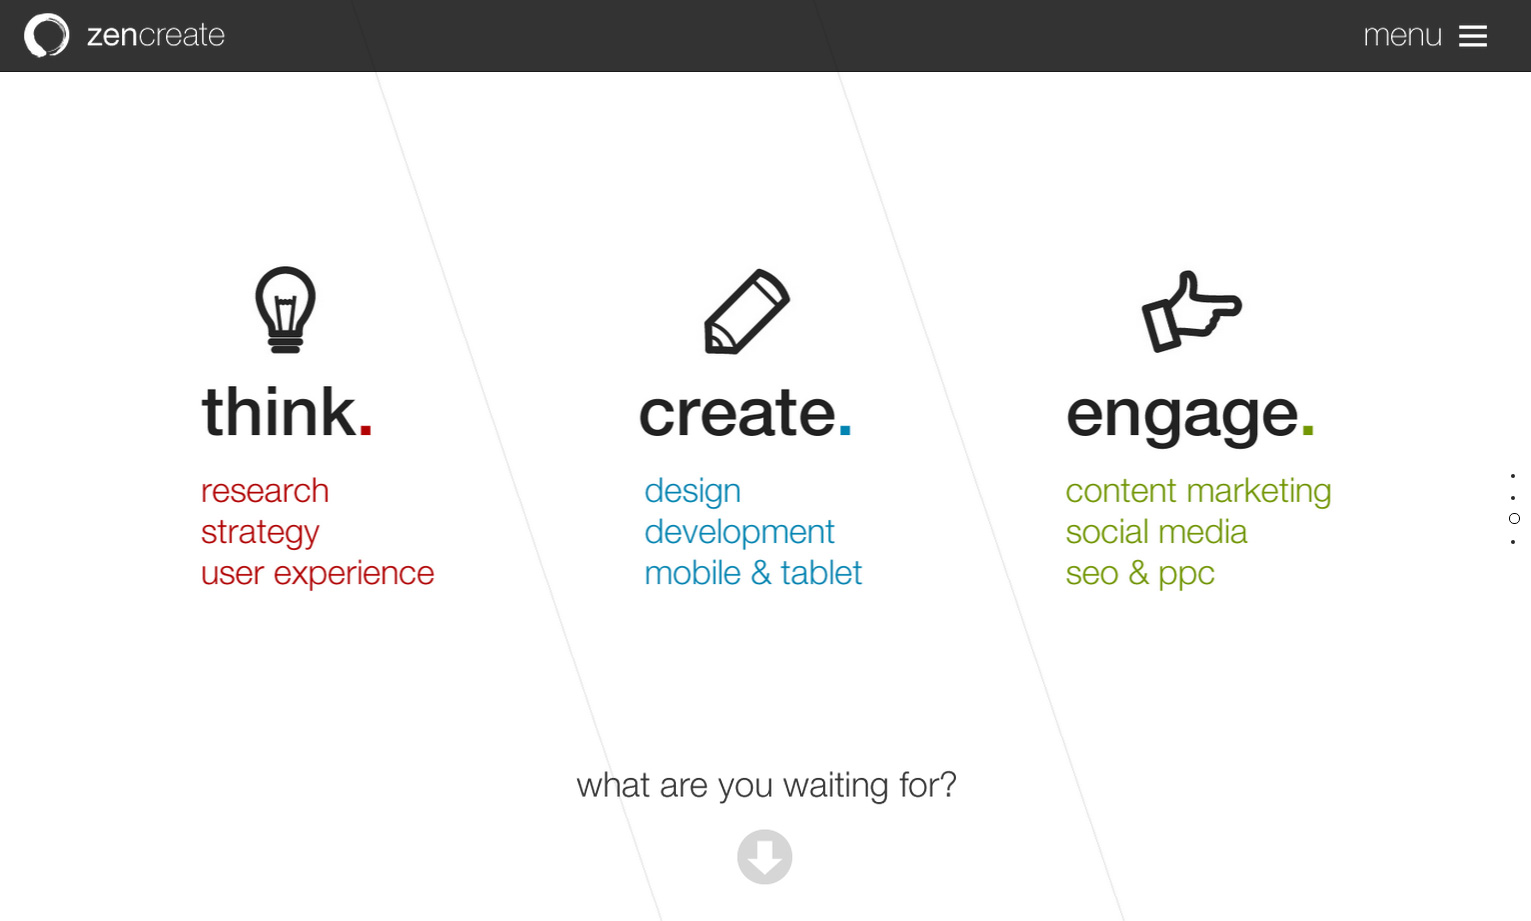 zencreate
menu
think.
research
strategy
user experience
create.
design
development
mobile & tablet
engage.
content marketing
social media
seo & ppc
what are you waiting for?